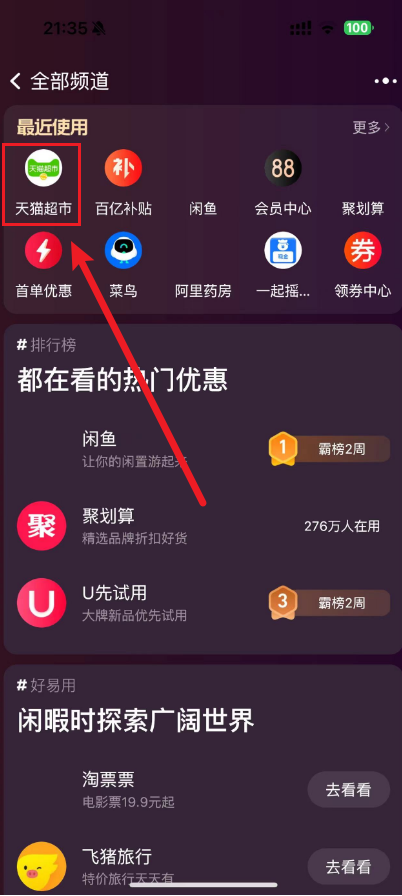 21:35
100
全部频道
最近使用
更多
天猫超市
补
88
天猫超市
百亿补贴
闲鱼
会员中心
聚划算
现金
券
首单优惠
菜鸟
阿里药房
一起摇...
领券中心
#排行榜
都在看的热门优惠
闲鱼
让你的闲置游起来
1
霸榜2周
聚
聚划算
精选品牌折扣好货
276万人在用
U
U先试用
大牌新品优先试用
3
霸榜2周
#好易用
闲暇时探索广阔世界
淘票票
电影票19.9元起
去看看
飞猪旅行
特价旅行天天有
去看看